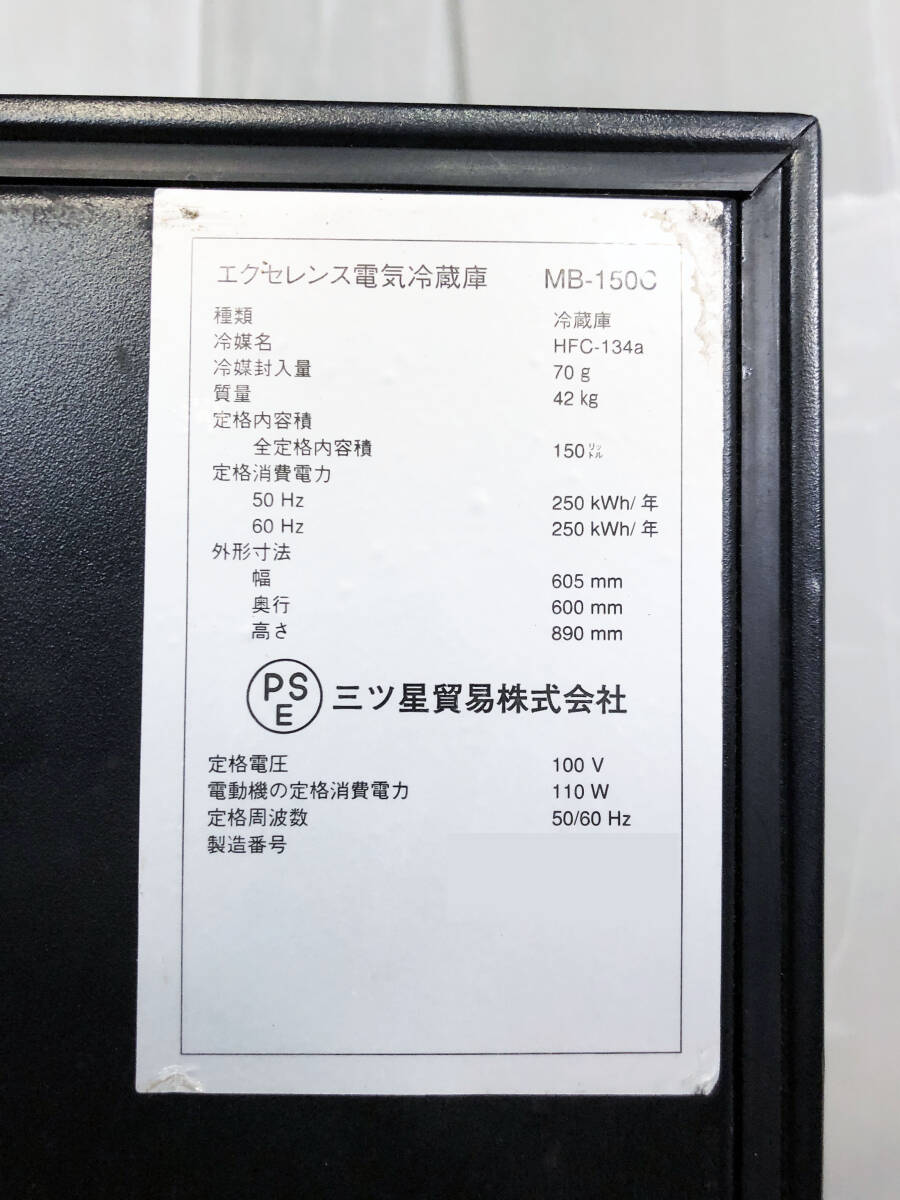 エクセレンス電気冷蔵庫 MB-150C
種類 冷蔵庫
冷媒名 HFC-134a
冷媒封入量 70 g
質量 42 kg
定格内容積
全定格内容積 150㍑
定格消費電力
50 Hz 250 kWh/年
60 Hz 250 kWh/年
外形寸法
幅 605 mm
奥行 600 mm
高さ 890 mm
PSE 三ツ星貿易株式会社
定格電圧 100 V
電動機の定格消費電力 110 W
定格周波数 50/60 Hz
製造番号